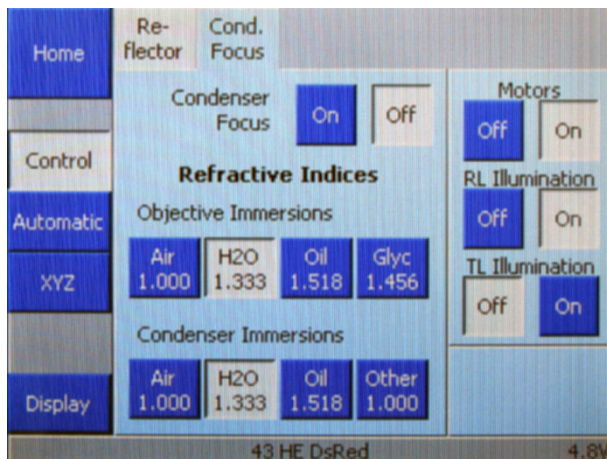 Home
Control
Automatic
XYZ
Display
Re-
flector
Cond.
Focus
Condenser
Focus
On
Off
Refractive Indices
Objective Immersions
Air
1.000
H2O
1.333
Oil
1.518
Glyc
1.456
Condenser Immersions
Air
1.000
H2O
1.333
Oil
1.518
Other
1.000
Motors
Off
On
RL Illumination
Off
On
TL Illumination
Off
On
43 HE DsRed
4.8V